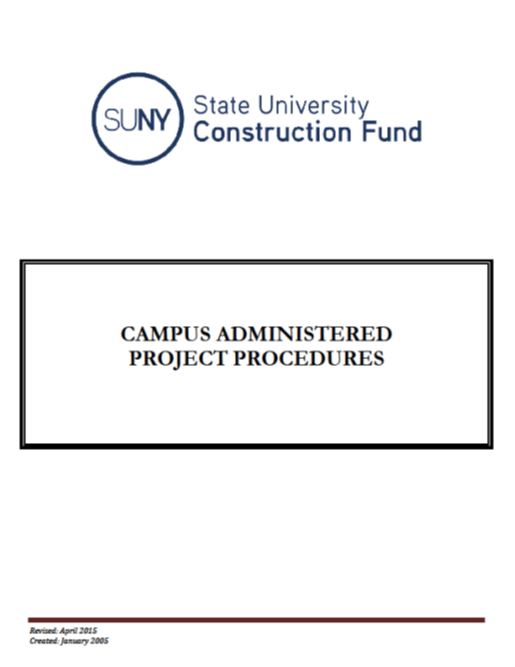 SUNY
State University
Construction Fund
CAMPUS ADMINISTERED
PROJECT PROCEDURES
Revised: April 2015
Created: January 2005